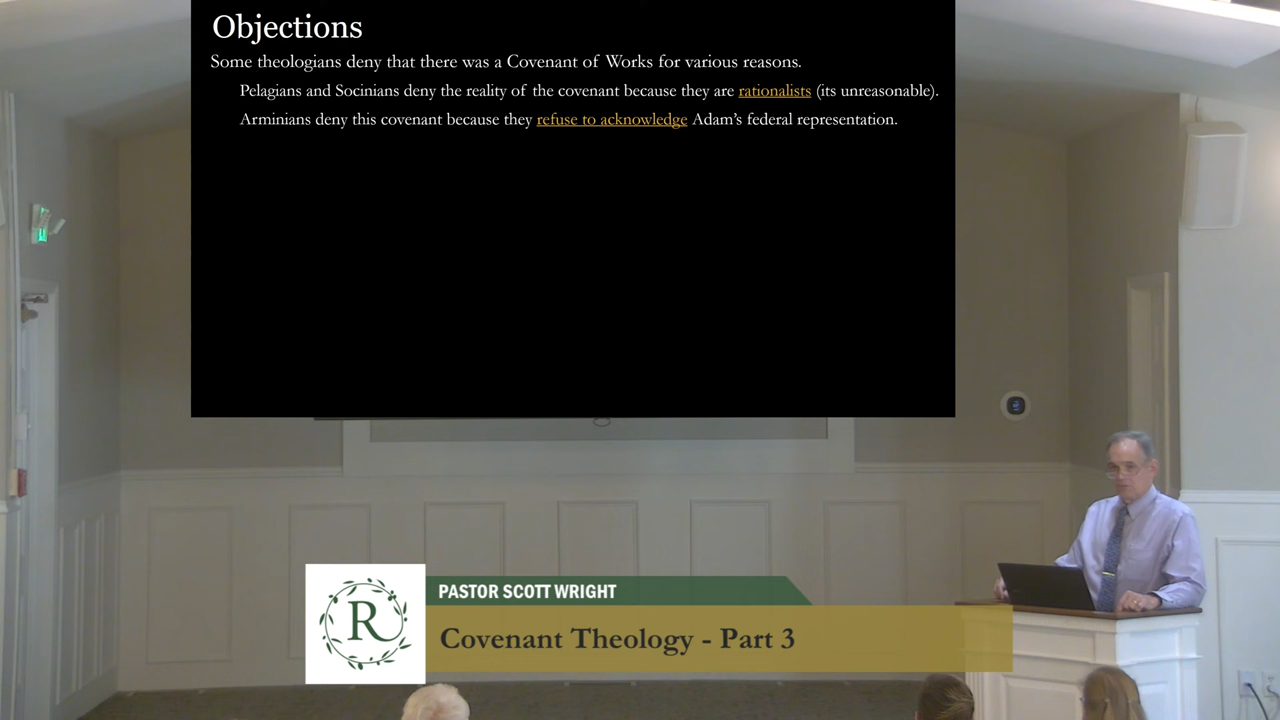 Objections
Some theologians deny that there was a Covenant of Works for various reasons.
Pelagians and Socinians deny the reality of the covenant because they are rationalists (its unreasonable).
Arminians deny this covenant because they refuse to acknowledge Adam's federal representation.
R
PASTOR SCOTT WRIGHT
Covenant Theology - Part 3